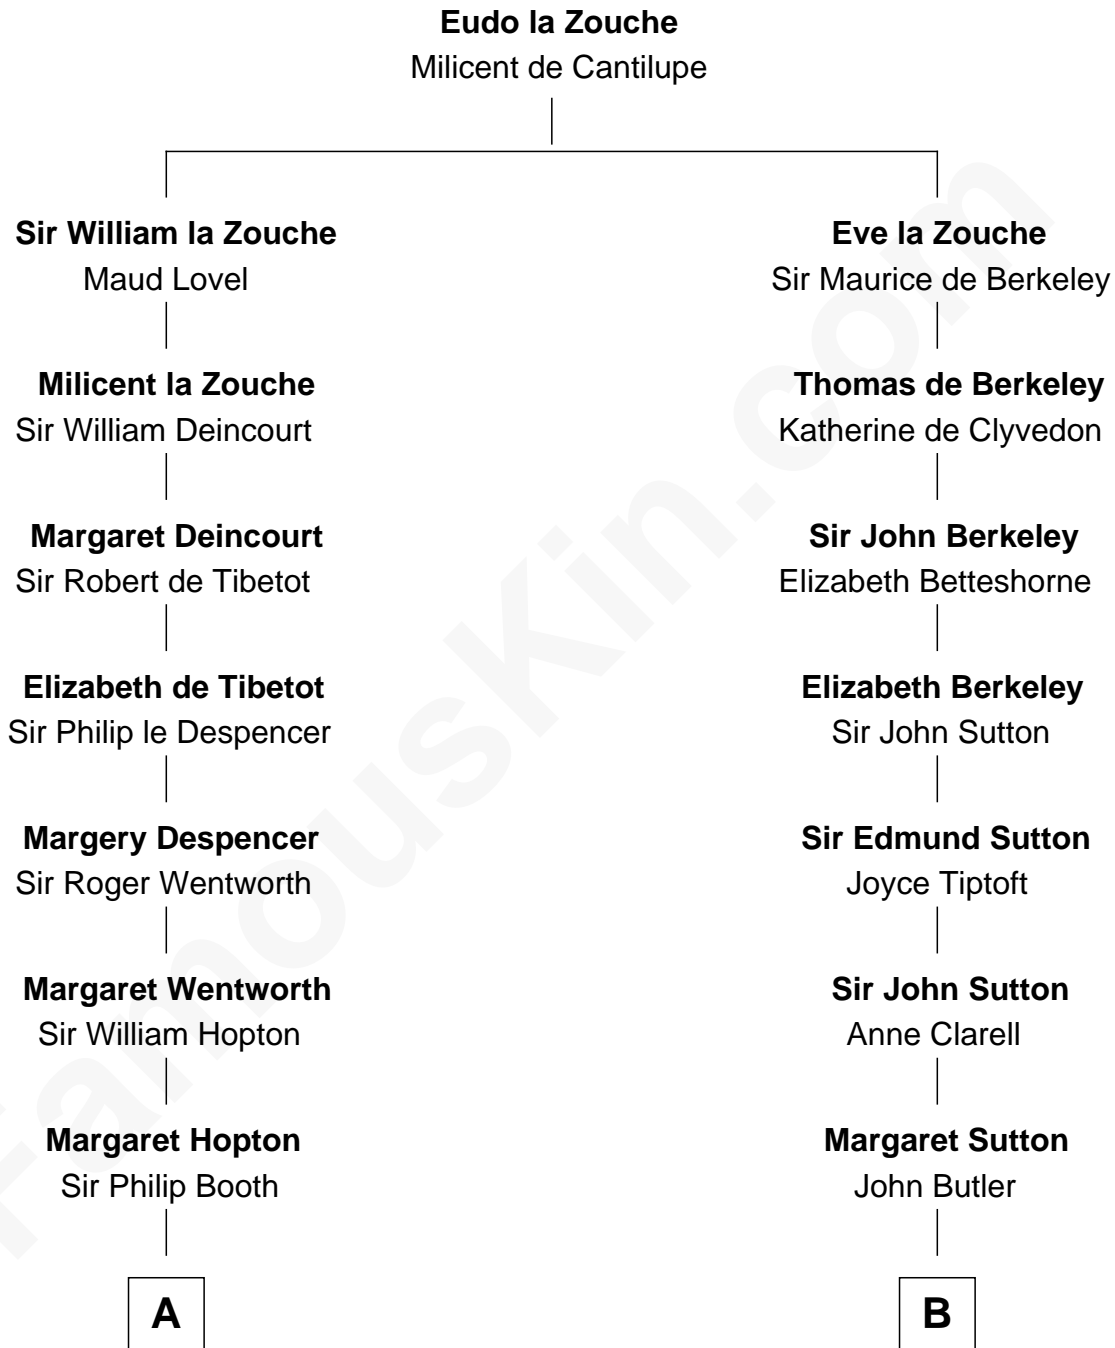 Eudo la Zouche
Milicent de Cantilupe
Sir William la Zouche
Maud Lovel
Milicent la Zouche
Sir William Deincourt
Margaret Deincourt
Sir Robert de Tibetot
Elizabeth de Tibetot
Sir Philip le Despencer
Margery Despencer
Sir Roger Wentworth
Margaret Wentworth
Sir William Hopton
Margaret Hopton
Sir Philip Booth
A
Eve la Zouche
Sir Maurice de Berkeley
Thomas de Berkeley
Katherine de Clyvedon
Sir John Berkeley
Elizabeth Betteshorne
Elizabeth Berkeley
Sir John Sutton
Sir Edmund Sutton
Joyce Tiptoft
Sir John Sutton
Anne Clarell
Margaret Sutton
John Butler
B
FamousKin.com